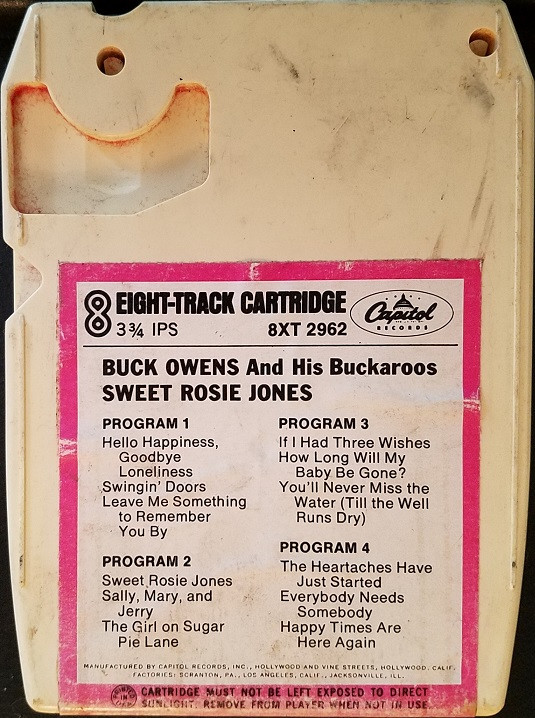 8 EIGHT-TRACK CARTRIDGE
3 ¾ IPS 8XT 2962
Capitol
RECORDS
BUCK OWENS And His Buckaroos
SWEET ROSIE JONES
PROGRAM 1
Hello Happiness,
Goodbye
Loneliness
Swingin' Doors
Leave Me Something
to Remember
You By
PROGRAM 2
Sweet Rosie Jones
Sally, Mary, and
Jerry
The Girl on Sugar
Pie Lane
PROGRAM 3
If I Had Three Wishes
How Long Will My
Baby Be Gone?
You'll Never Miss the
Water (Till the Well
Runs Dry)
PROGRAM 4
The Heartaches Have
Just Started
Everybody Needs
Somebody
Happy Times Are
Here Again
MANUFACTURED BY CAPITOL RECORDS, INC., HOLLYWOOD AND VINE STREETS, HOLLYWOOD, CALIF.
FACTORIES: SCRANTON, PA., LOS ANGELES, CALIF., JACKSONVILLE, ILL.
CARTRIDGE MUST NOT BE LEFT EXPOSED TO DIRECT
SUNLIGHT. REMOVE FROM PLAYER WHEN NOT IN USE.